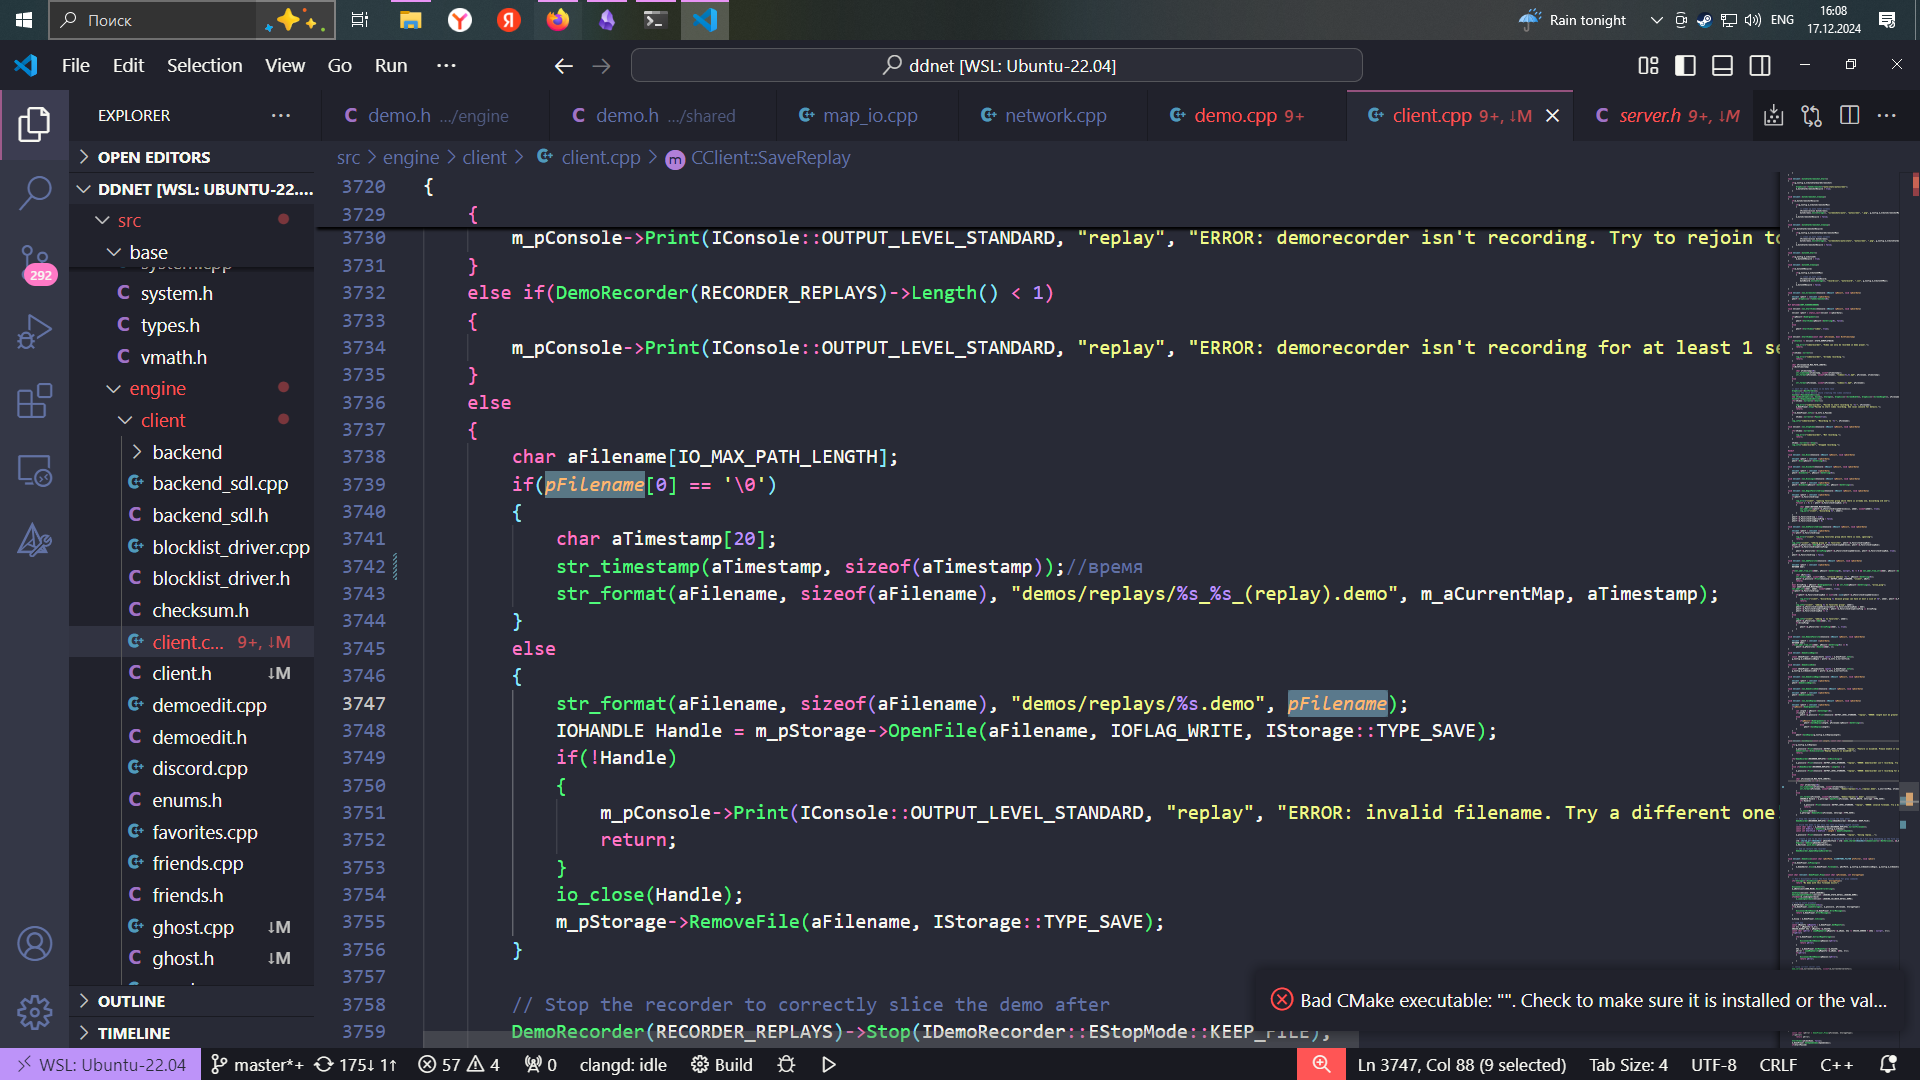 Поиск
Rain tonight
ENG
16:08
17.12.2024
File Edit Selection View Go Run ···
ddnet [WSL: Ubuntu-22.04]
EXPLORER
demo.h .../engine
demo.h .../shared
map_io.cpp
network.cpp
demo.cpp 9+
client.cpp 9+, ↓M
server.h 9+, ↓M
OPEN EDITORS
DDNET [WSL: UBUNTU-22....
src
base
system.cpp
system.h
types.h
vmath.h
engine
client
backend
backend_sdl.cpp
backend_sdl.h
blocklist_driver.cpp
blocklist_driver.h
checksum.h
client.c... 9+, ↓M
client.h ↓M
demoedit.cpp
demoedit.h
discord.cpp
enums.h
favorites.cpp
friends.cpp
friends.h
ghost.cpp ↓M
ghost.h ↓M
OUTLINE
TIMELINE
292
src > engine > client > client.cpp > CClient::SaveReplay
3720 {
3729 {
3730 m_pConsole->Print(IConsole::OUTPUT_LEVEL_STANDARD, "replay", "ERROR: demorecorder isn't recording. Try to rejoin to
3731 }
3732 else if(DemoRecorder(RECORDER_REPLAYS)->Length() < 1)
3733 {
3734 m_pConsole->Print(IConsole::OUTPUT_LEVEL_STANDARD, "replay", "ERROR: demorecorder isn't recording for at least 1 se
3735 }
3736 else
3737 {
3738 char aFilename[IO_MAX_PATH_LENGTH];
3739 if(pFilename[0] == '\0')
3740 {
3741 char aTimestamp[20];
3742 str_timestamp(aTimestamp, sizeof(aTimestamp));//время
3743 str_format(aFilename, sizeof(aFilename), "demos/replays/%s_%s_(replay).demo", m_aCurrentMap, aTimestamp);
3744 }
3745 else
3746 {
3747 str_format(aFilename, sizeof(aFilename), "demos/replays/%s.demo", pFilename);
3748 IOHANDLE Handle = m_pStorage->OpenFile(aFilename, IOFLAG_WRITE, IStorage::TYPE_SAVE);
3749 if(!Handle)
3750 {
3751 m_pConsole->Print(IConsole::OUTPUT_LEVEL_STANDARD, "replay", "ERROR: invalid filename. Try a different one
3752 return;
3753 }
3754 io_close(Handle);
3755 m_pStorage->RemoveFile(aFilename, IStorage::TYPE_SAVE);
3756 }
3757
3758 // Stop the recorder to correctly slice the demo after
3759 DemoRecorder(RECORDER_REPLAYS)->Stop(IDemoRecorder::EStopMode::KEEP_FILE);
Bad CMake executable: "". Check to make sure it is installed or the val...
WSL: Ubuntu-22.04 master*+ 175↓ 1↑ 57 4 0 clangd: idle Build
Ln 3747, Col 88 (9 selected) Tab Size: 4 UTF-8 CRLF C++